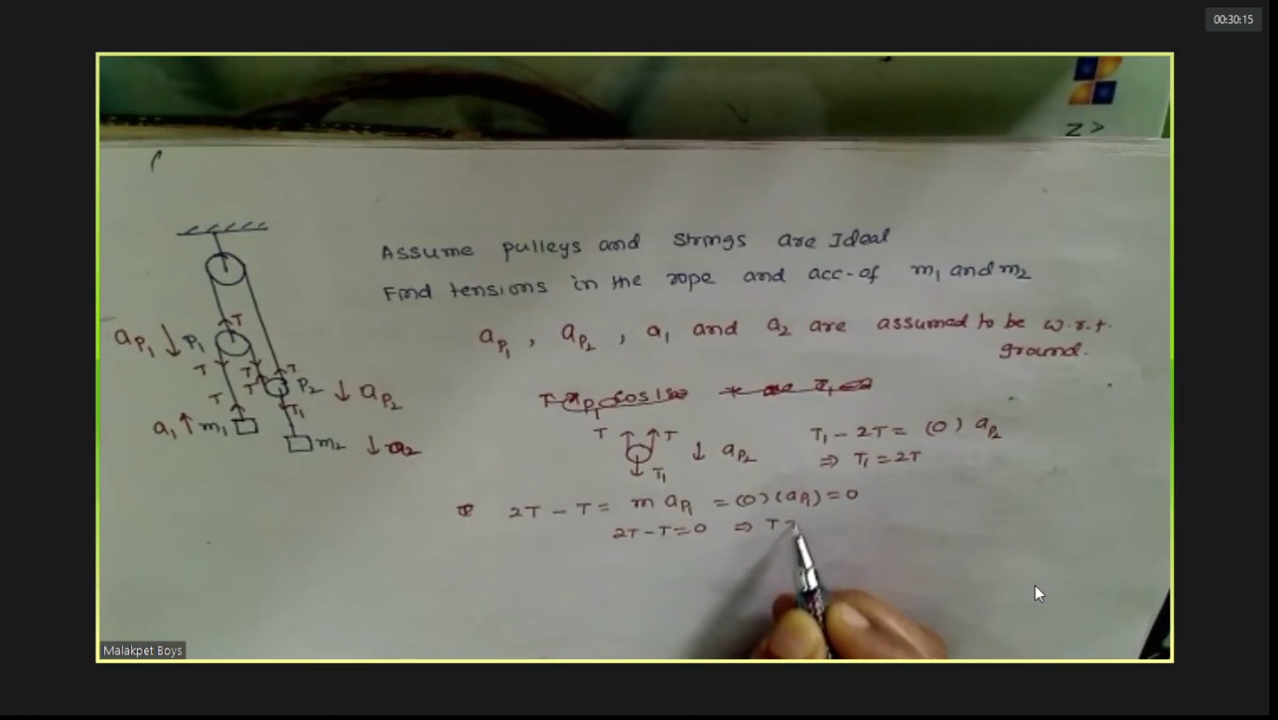 00:30:15
Z >
Assume pulleys and strings are Ideal
Find tensions in the rope and acc-of m₁ and m₂
aₚ₁, aₚ₂, a₁ and a₂ are assumed to be w.r.t.
ground.
T
aₚ₁ ↓ P₁
T T T
T T P₂ ↓ aₚ₂
T₁
a₁ ↑ m₁
m₂ ↓ a₂
T T ↓ aₚ₂ T₁ - 2T = (0) aₚ₂
T₁ ⇒ T₁ = 2T
2T - T = m aₚ₁ = (0)(aₚ₁) = 0
2T - T = 0 ⇒ T =
Malakpet Boys